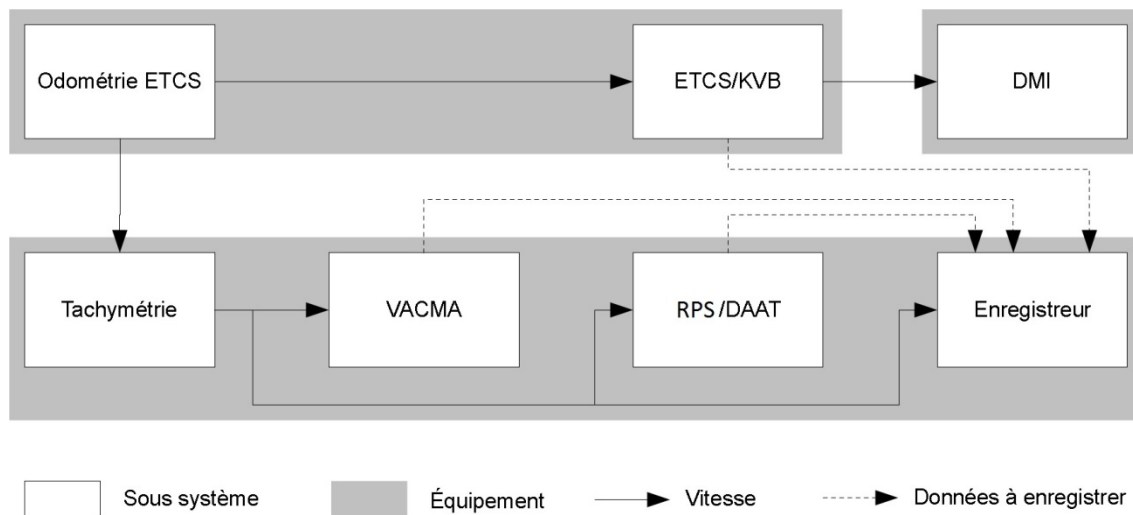 Odométrie ETCS
ETCS/KVB
DMI
Tachymétrie
VACMA
RPS/DAAT
Enregistreur
Sous système
Équipement
Vitesse
Données à enregistrer